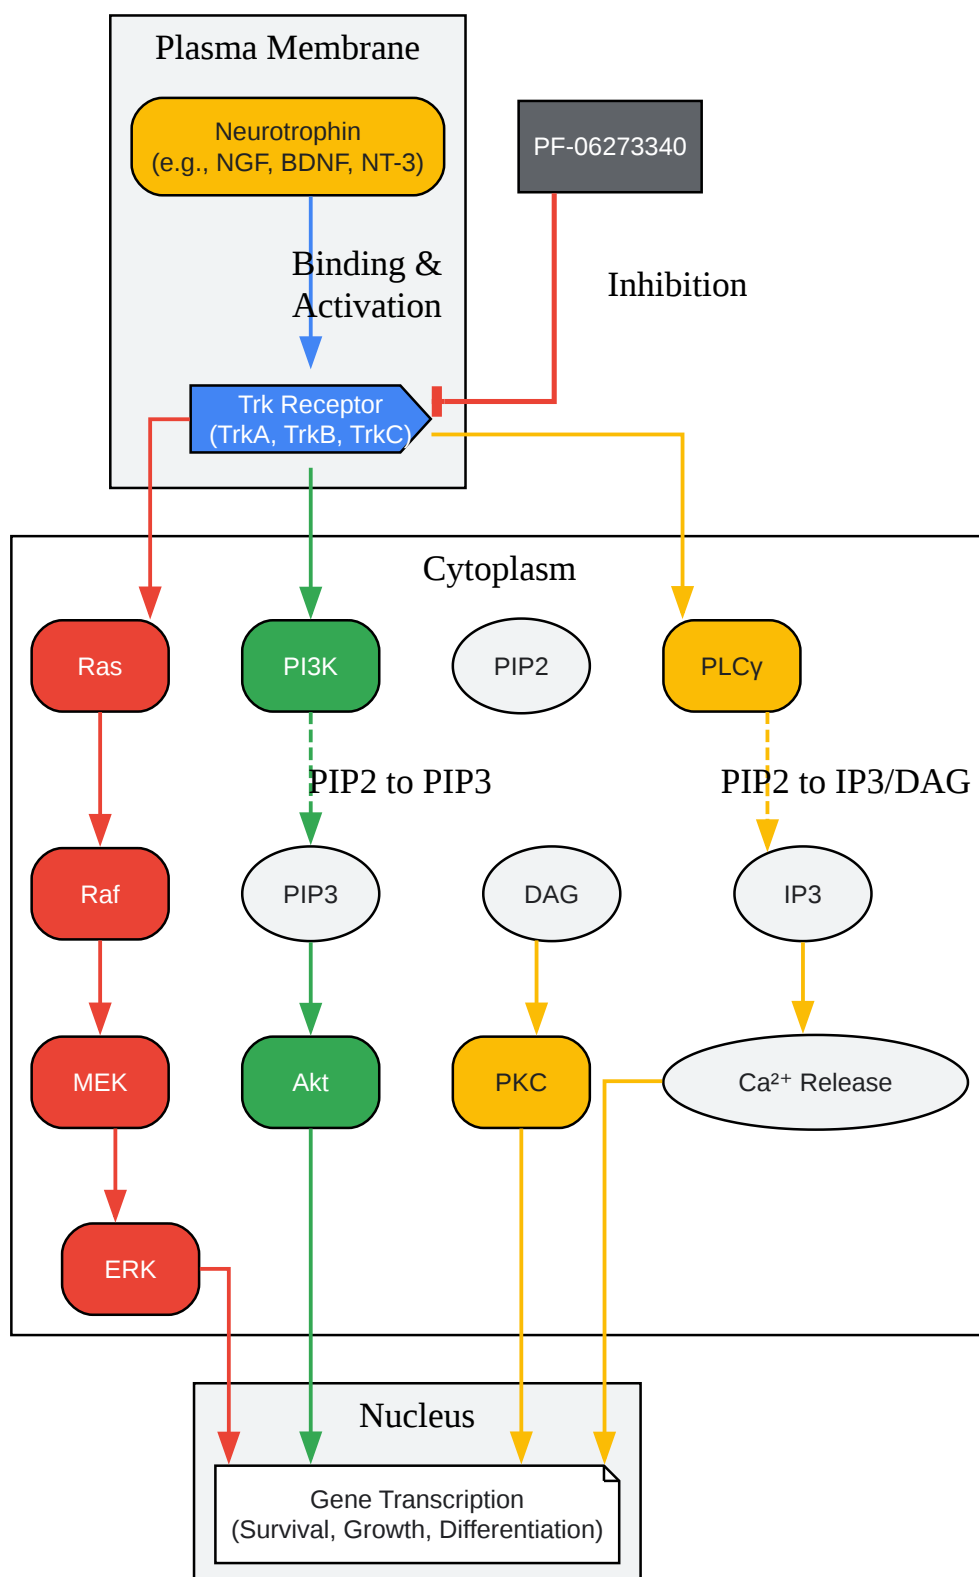 Plasma Membrane
Neurotrophin
(e.g., NGF, BDNF, NT-3)
PF-06273340
Binding &
Activation
Inhibition
Trk Receptor
(TrkA, TrkB, TrkC)
Cytoplasm
Ras
PI3K
PIP2
PLCγ
PIP2 to PIP3
PIP2 to IP3/DAG
Raf
PIP3
DAG
IP3
MEK
Akt
PKC
Ca²⁺ Release
ERK
Nucleus
Gene Transcription
(Survival, Growth, Differentiation)